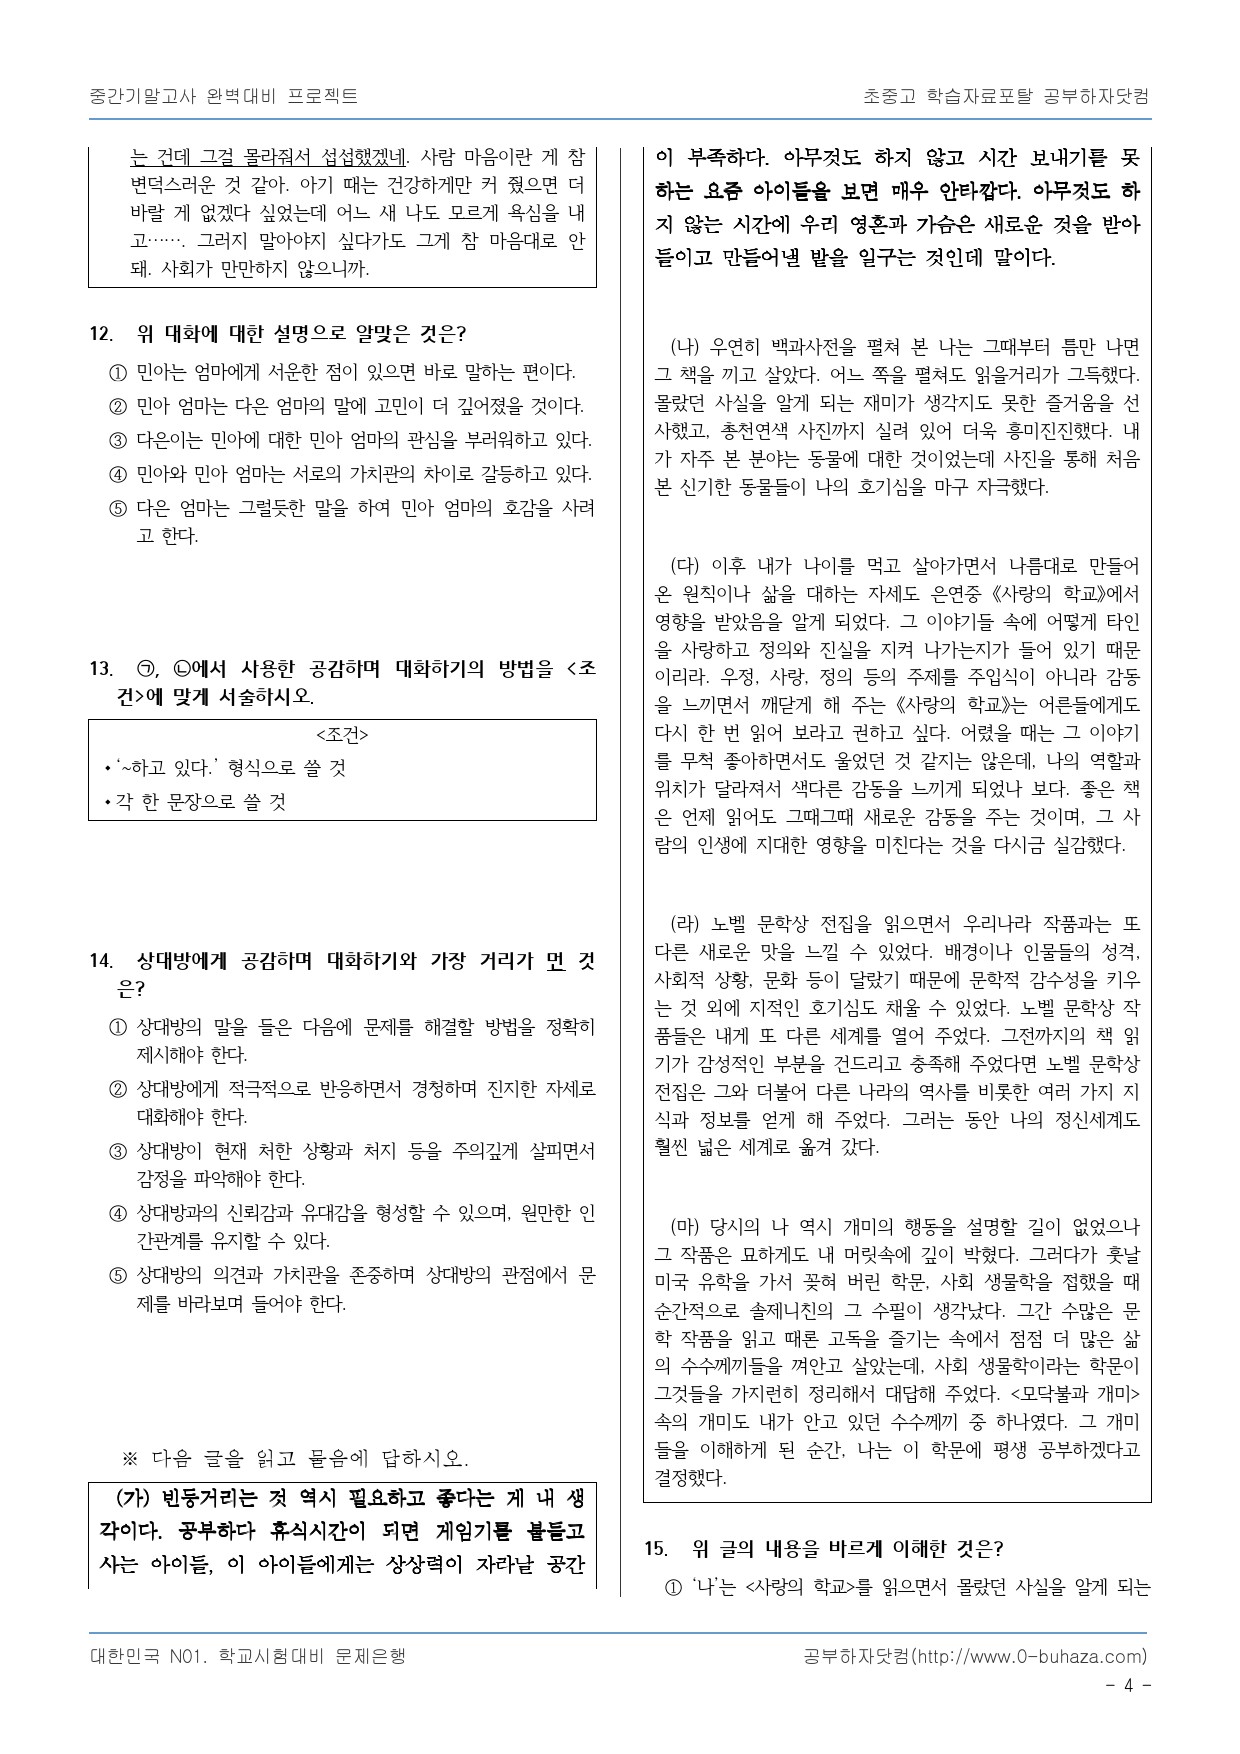 중간기말고사 완벽대비 프로젝트
초중고 학습자료포탈 공부하자닷컴
는 건데 그걸 몰라줘서 섭섭했겠네. 사람 마음이란 게 참
변덕스러운 것 같아. 아기 때는 건강하게만 커 줬으면 더
바랄 게 없겠다 싶었는데 어느 새 나도 모르게 욕심을 내
고……. 그러지 말아야지 싶다가도 그게 참 마음대로 안
돼. 사회가 만만하지 않으니까.
12. 위 대화에 대한 설명으로 알맞은 것은?
① 민아는 엄마에게 서운한 점이 있으면 바로 말하는 편이다.
② 민아 엄마는 다은 엄마의 말에 고민이 더 깊어졌을 것이다.
③ 다은이는 민아에 대한 민아 엄마의 관심을 부러워하고 있다.
④ 민아와 민아 엄마는 서로의 가치관의 차이로 갈등하고 있다.
⑤ 다은 엄마는 그럴듯한 말을 하여 민아 엄마의 호감을 사려
고 한다.
13. ㉠, ㉡에서 사용한 공감하며 대화하기의 방법을 <조
건>에 맞게 서술하시오.
<조건>
• ‘~하고 있다.’ 형식으로 쓸 것
• 각 한 문장으로 쓸 것
14. 상대방에게 공감하며 대화하기와 가장 거리가 먼 것
은?
① 상대방의 말을 들은 다음에 문제를 해결할 방법을 정확히
제시해야 한다.
② 상대방에게 적극적으로 반응하면서 경청하며 진지한 자세로
대화해야 한다.
③ 상대방이 현재 처한 상황과 처지 등을 주의깊게 살피면서
감정을 파악해야 한다.
④ 상대방과의 신뢰감과 유대감을 형성할 수 있으며, 원만한 인
간관계를 유지할 수 있다.
⑤ 상대방의 의견과 가치관을 존중하며 상대방의 관점에서 문
제를 바라보며 들어야 한다.
※ 다음 글을 읽고 물음에 답하시오.
(가) 빈둥거리는 것 역시 필요하고 좋다는 게 내 생
각이다. 공부하다 휴식시간이 되면 게임기를 붙들고
사는 아이들, 이 아이들에게는 상상력이 자라날 공간
이 부족하다. 아무것도 하지 않고 시간 보내기를 못
하는 요즘 아이들을 보면 매우 안타깝다. 아무것도 하
지 않는 시간에 우리 영혼과 가슴은 새로운 것을 받아
들이고 만들어낼 밭을 일구는 것인데 말이다.
(나) 우연히 백과사전을 펼쳐 본 나는 그때부터 틈만 나면
그 책을 끼고 살았다. 어느 쪽을 펼쳐도 읽을거리가 그득했다.
몰랐던 사실을 알게 되는 재미가 생각지도 못한 즐거움을 선
사했고, 총천연색 사진까지 실려 있어 더욱 흥미진진했다. 내
가 자주 본 분야는 동물에 대한 것이었는데 사진을 통해 처음
본 신기한 동물들이 나의 호기심을 마구 자극했다.
(다) 이후 내가 나이를 먹고 살아가면서 나름대로 만들어
온 원칙이나 삶을 대하는 자세도 은연중 《사랑의 학교》에서
영향을 받았음을 알게 되었다. 그 이야기들 속에 어떻게 타인
을 사랑하고 정의와 진실을 지켜 나가는지가 들어 있기 때문
이리라. 우정, 사랑, 정의 등의 주제를 주입식이 아니라 감동
을 느끼면서 깨닫게 해 주는 《사랑의 학교》는 어른들에게도
다시 한 번 읽어 보라고 권하고 싶다. 어렸을 때는 그 이야기
를 무척 좋아하면서도 울었던 것 같지는 않은데, 나의 역할과
위치가 달라져서 색다른 감동을 느끼게 되었나 보다. 좋은 책
은 언제 읽어도 그때그때 새로운 감동을 주는 것이며, 그 사
람의 인생에 지대한 영향을 미친다는 것을 다시금 실감했다.
(라) 노벨 문학상 전집을 읽으면서 우리나라 작품과는 또
다른 새로운 맛을 느낄 수 있었다. 배경이나 인물들의 성격,
사회적 상황, 문화 등이 달랐기 때문에 문학적 감수성을 키우
는 것 외에 지적인 호기심도 채울 수 있었다. 노벨 문학상 작
품들은 내게 또 다른 세계를 열어 주었다. 그전까지의 책 읽
기가 감성적인 부분을 건드리고 충족해 주었다면 노벨 문학상
전집은 그와 더불어 다른 나라의 역사를 비롯한 여러 가지 지
식과 정보를 얻게 해 주었다. 그러는 동안 나의 정신세계도
훨씬 넓은 세계로 옮겨 갔다.
(마) 당시의 나 역시 개미의 행동을 설명할 길이 없었으나
그 작품은 묘하게도 내 머릿속에 깊이 박혔다. 그러다가 훗날
미국 유학을 가서 꽂혀 버린 학문, 사회 생물학을 접했을 때
순간적으로 솔제니친의 그 수필이 생각났다. 그간 수많은 문
학 작품을 읽고 때론 고독을 즐기는 속에서 점점 더 많은 삶
의 수수께끼들을 껴안고 살았는데, 사회 생물학이라는 학문이
그것들을 가지런히 정리해서 대답해 주었다. <모닥불과 개미>
속의 개미도 내가 안고 있던 수수께끼 중 하나였다. 그 개미
들을 이해하게 된 순간, 나는 이 학문에 평생 공부하겠다고
결정했다.
15. 위 글의 내용을 바르게 이해한 것은?
① ‘나’는 <사랑의 학교>를 읽으면서 몰랐던 사실을 알게 되는
대한민국 N01. 학교시험대비 문제은행
공부하자닷컴(http://www.0-buhaza.com)
- 4 -